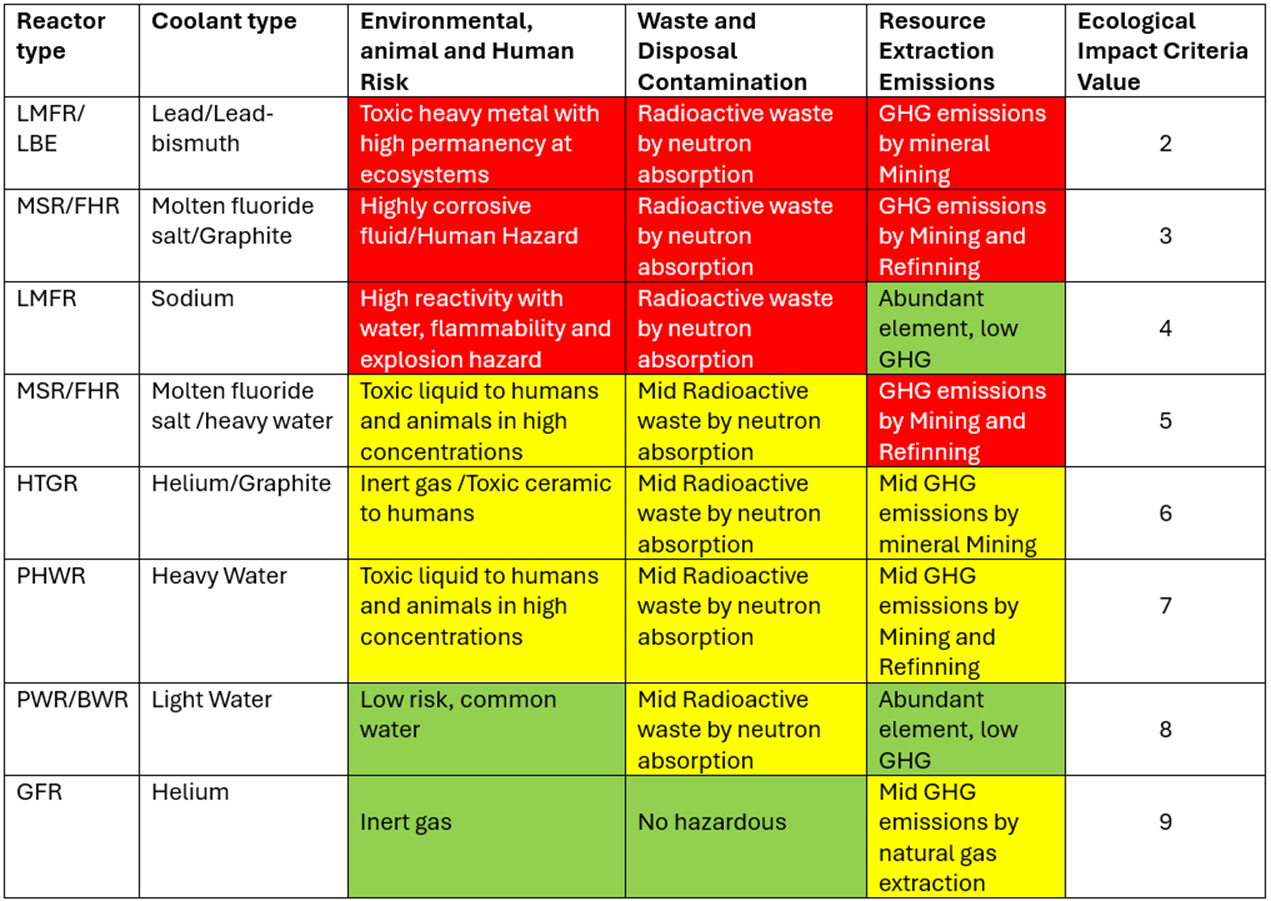 Reactor type
Coolant type
Environmental, animal and Human Risk
Waste and Disposal Contamination
Resource Extraction Emissions
Ecological Impact Criteria Value
LMFR/
LBE
Lead/Lead-
bismuth
Toxic heavy metal with
high permanency at
ecosystems
Radioactive waste
by neutron
absorption
GHG emissions
by mineral
Mining
2
MSR/FHR
Molten fluoride
salt/Graphite
Highly corrosive
fluid/Human Hazard
Radioactive waste
by neutron
absorption
GHG emissions
by Mining and
Refinning
3
LMFR
Sodium
High reactivity with
water, flammability and
explosion hazard
Radioactive waste
by neutron
absorption
Abundant
element, low
GHG
4
MSR/FHR
Molten fluoride
salt /heavy water
Toxic liquid to humans
and animals in high
concentrations
Mid Radioactive
waste by neutron
absorption
GHG emissions
by Mining and
Refinning
5
HTGR
Helium/Graphite
Inert gas /Toxic ceramic
to humans
Mid Radioactive
waste by neutron
absorption
Mid GHG
emissions by
mineral Mining
6
PHWR
Heavy Water
Toxic liquid to humans
and animals in high
concentrations
Mid Radioactive
waste by neutron
absorption
Mid GHG
emissions by
Mining and
Refinning
7
PWR/BWR
Light Water
Low risk, common
water
Mid Radioactive
waste by neutron
absorption
Abundant
element, low
GHG
8
GFR
Helium
Inert gas
No hazardous
Mid GHG
emissions by
natural gas
extraction
9